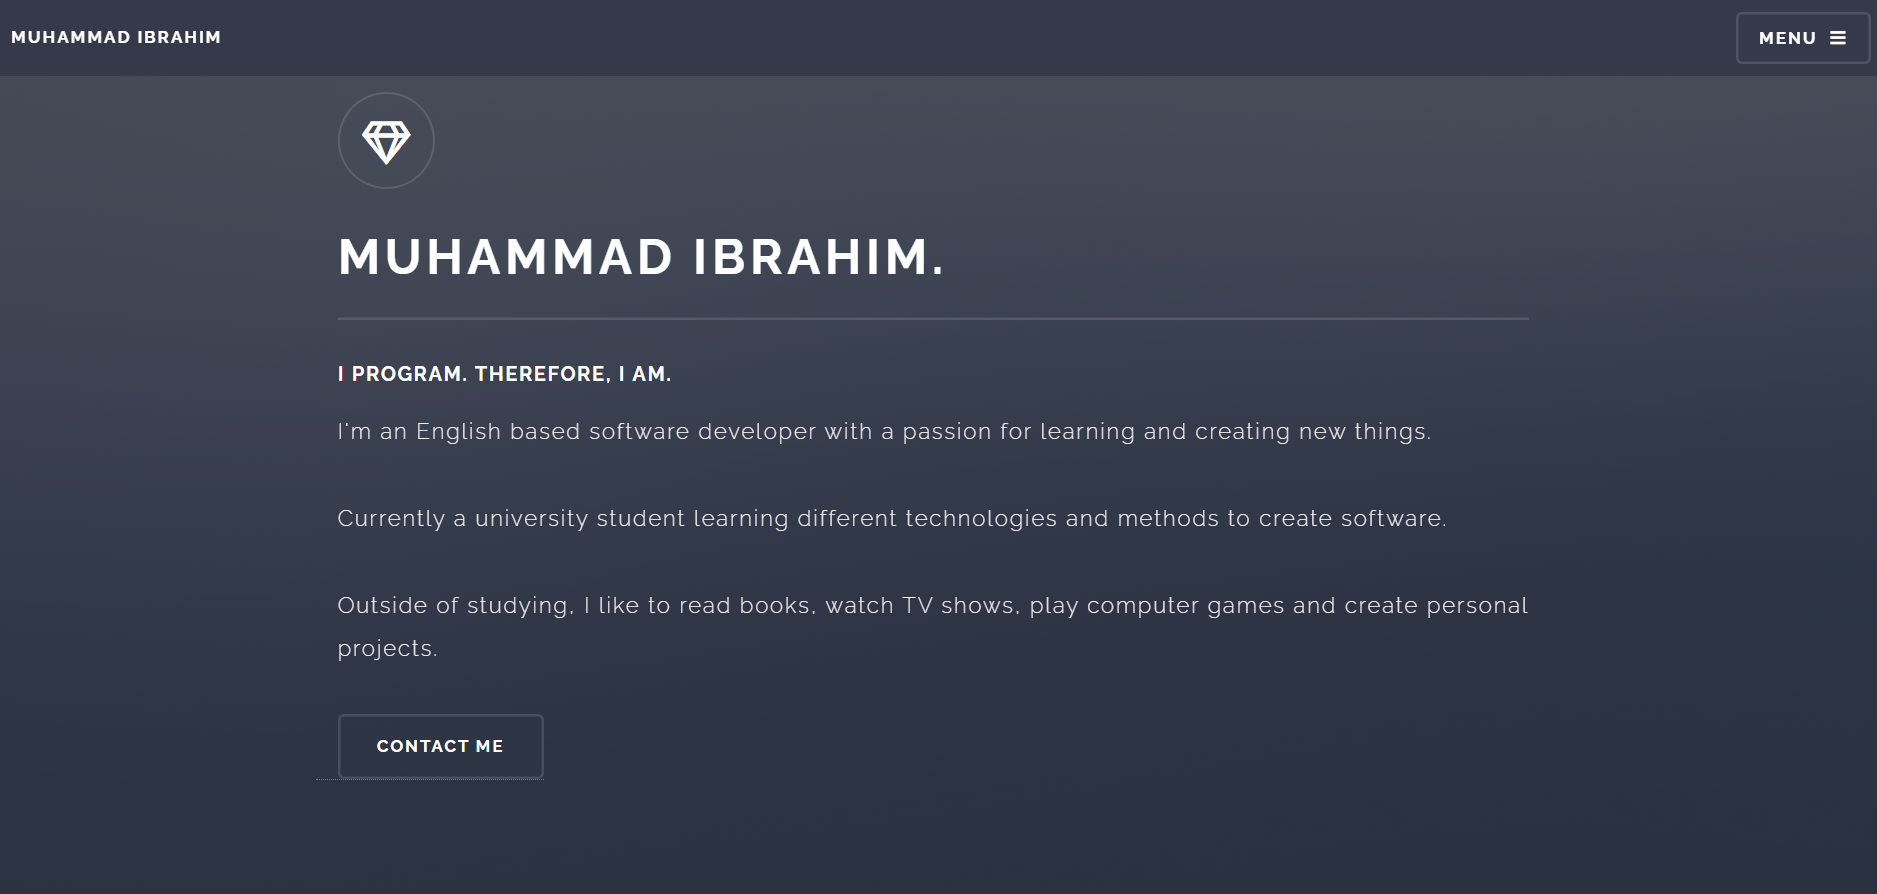 MUHAMMAD IBRAHIM
MENU
MUHAMMAD IBRAHIM.
I PROGRAM. THEREFORE, I AM.
I'm an English based software developer with a passion for learning and creating new things.
Currently a university student learning different technologies and methods to create software.
Outside of studying, I like to read books, watch TV shows, play computer games and create personal
projects.
CONTACT ME